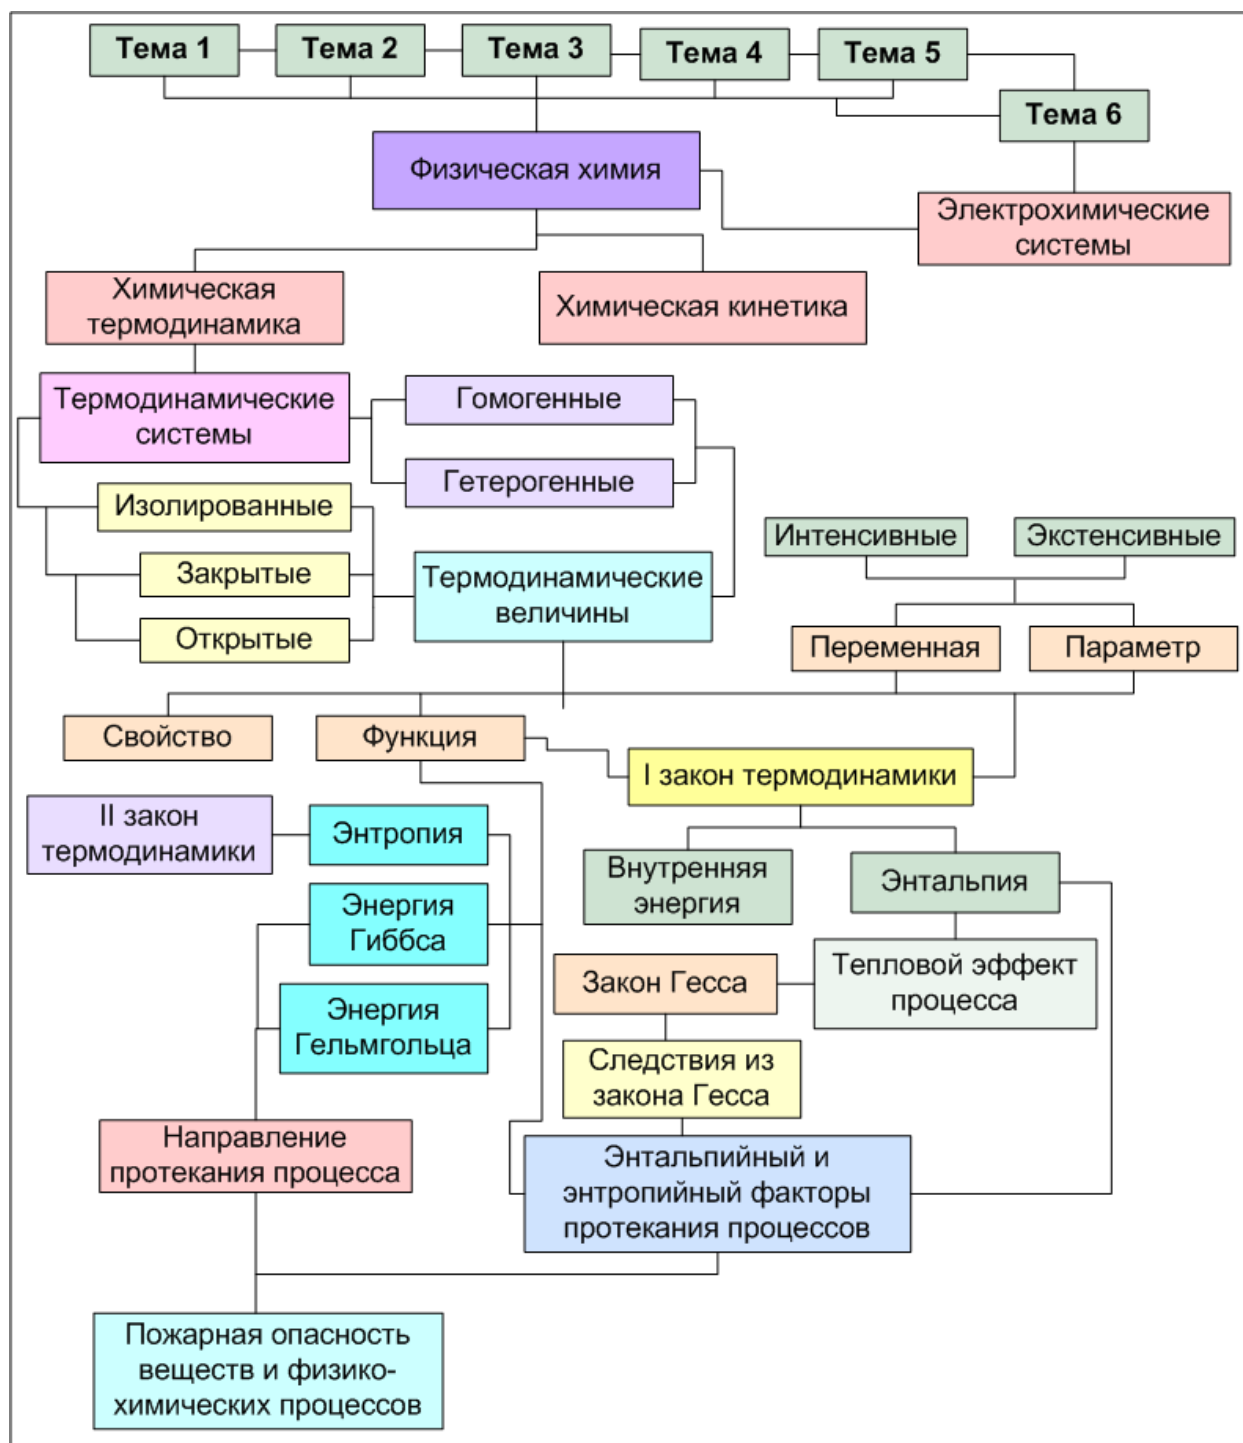 Тема 1
Тема 2
Тема 3
Тема 4
Тема 5
Тема 6
Физическая химия
Электрохимические
системы
Химическая
термодинамика
Химическая кинетика
Термодинамические
системы
Гомогенные
Гетерогенные
Изолированные
Закрытые
Открытые
Термодинамические
величины
Интенсивные
Экстенсивные
Переменная
Параметр
Свойство
Функция
I закон термодинамики
II закон
термодинамики
Энтропия
Внутренняя
энергия
Энтальпия
Энергия
Гиббса
Закон Гесса
Тепловой эффект
процесса
Энергия
Гельмгольца
Следствия из
закона Гесса
Направление
протекания процесса
Энтальпийный и
энтропийный факторы
протекания процессов
Пожарная опасность
веществ и физико-
химических процессов